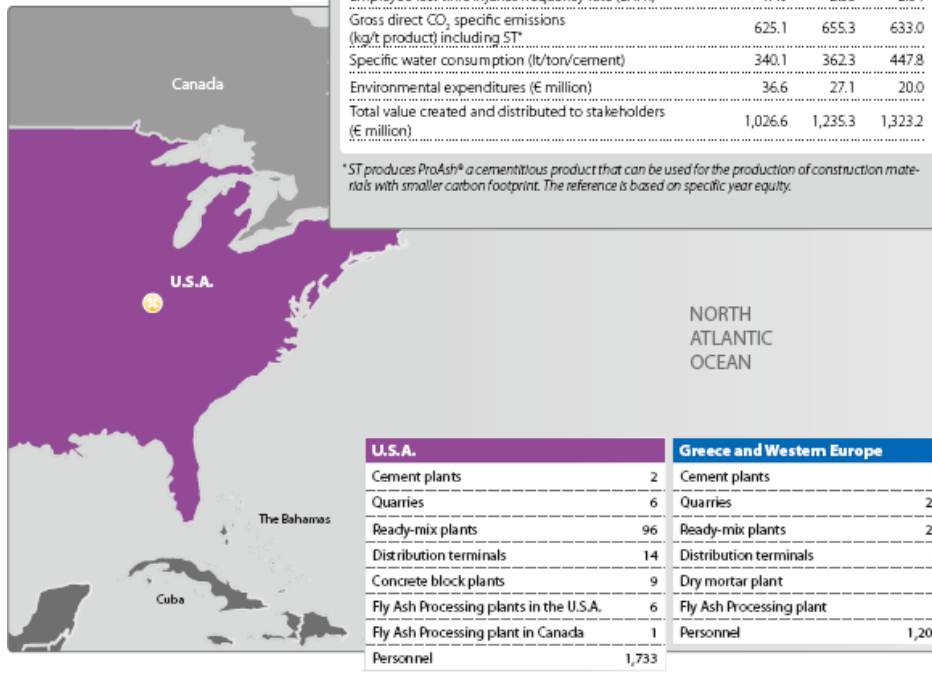 Gross direct CO₂ specific emissions
(kg/t product) including ST* 625.1 655.3 633.0
Specific water consumption (lt/ton/cement) 340.1 362.3 447.8
Environmental expenditures (€ million) 36.6 27.1 20.0
Total value created and distributed to stakeholders
(€ million) 1,026.6 1,235.3 1,323.2
*ST produces ProAsh® a cementitious product that can be used for the production of construction mate-
rials with smaller carbon footprint. The reference is based on specific year equity.
Canada
U.S.A.
NORTH
ATLANTIC
OCEAN
The Bahamas
Cuba
U.S.A.
Cement plants 2
Quarries 6
Ready-mix plants 96
Distribution terminals 14
Concrete block plants 9
Fly Ash Processing plants in the U.S.A. 6
Fly Ash Processing plant in Canada 1
Personnel 1,733
Greece and Western Europe
Cement plants
Quarries 2
Ready-mix plants 2
Distribution terminals
Dry mortar plant
Fly Ash Processing plant
Personnel 1,20